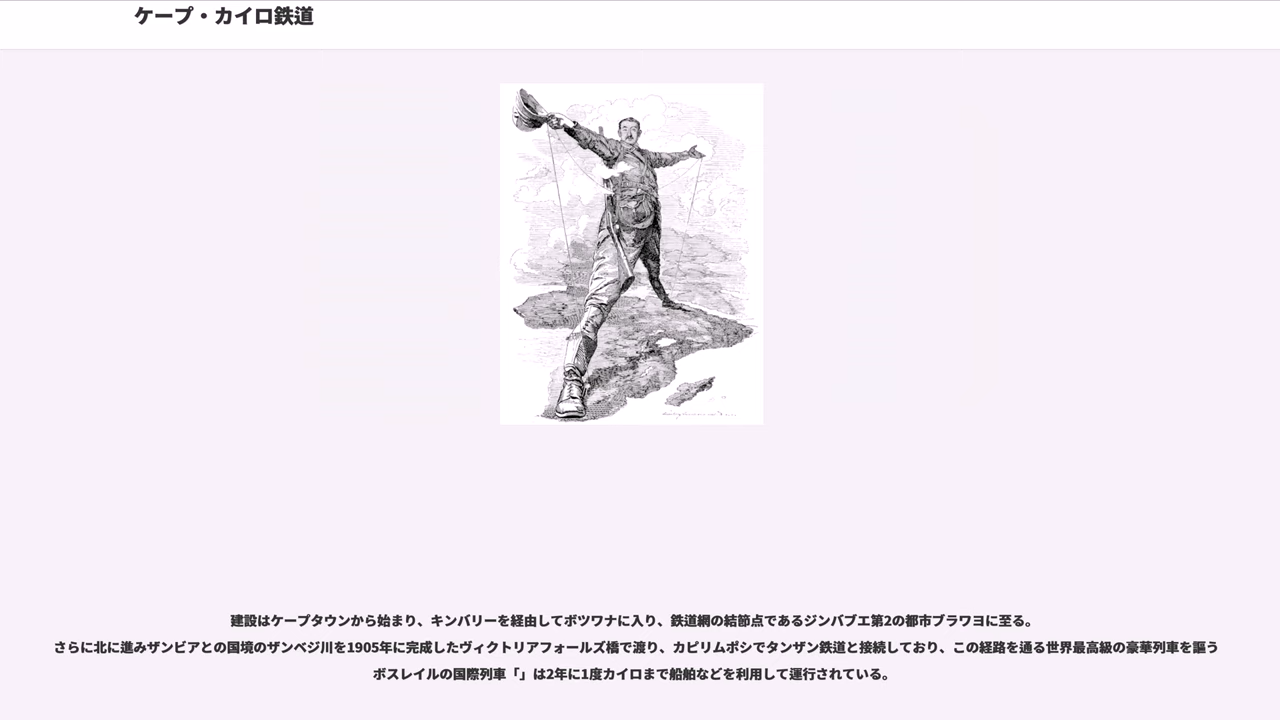 ケープ・カイロ鉄道
建設はケープタウンから始まり、キンバリーを経由してボツワナに入り、鉄道網の結節点であるジンバブエ第2の都市ブラワヨに至る。
さらに北に進みザンビアとの国境のザンベジ川を1905年に完成したヴィクトリアフォールズ橋で渡り、カピリムポシでタンザン鉄道と接続しており、この経路を通る世界最高級の豪華列車を謳う
ボスレイルの国際列車「」は2年に1度カイロまで船舶などを利用して運行されている。